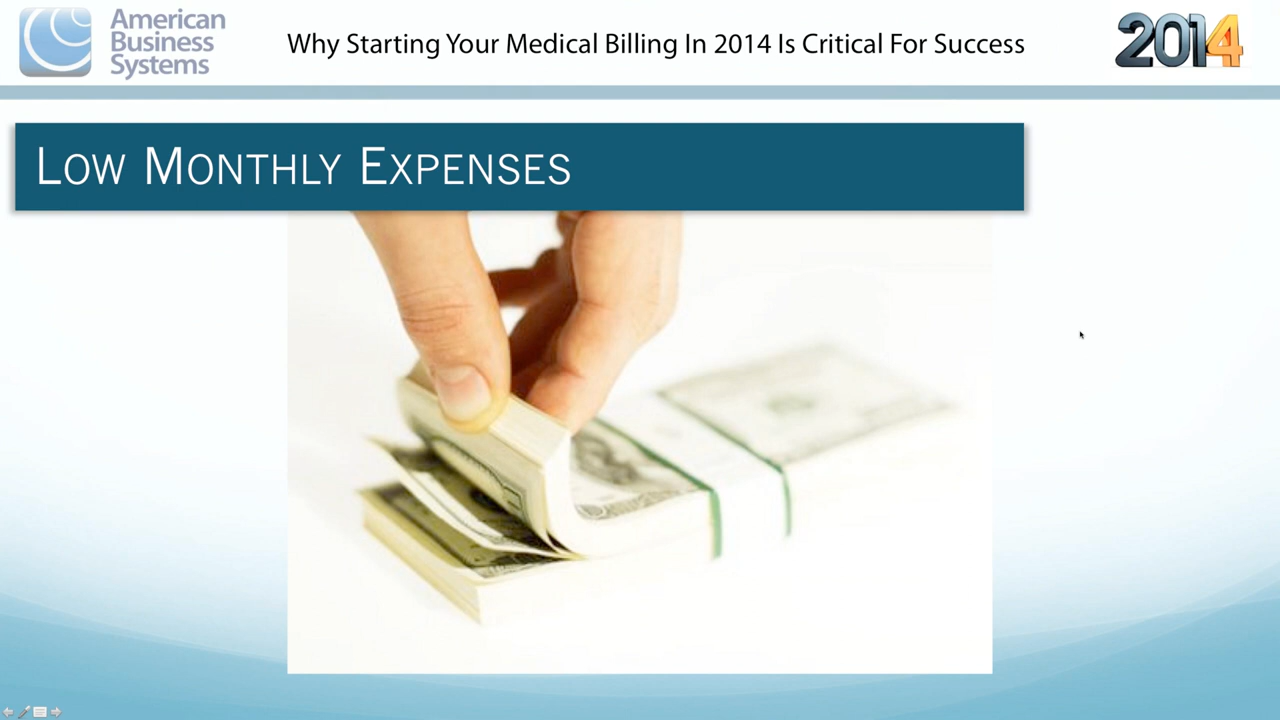 American
Business
Systems
Why Starting Your Medical Billing In 2014 Is Critical For Success
2014
LOW MONTHLY EXPENSES